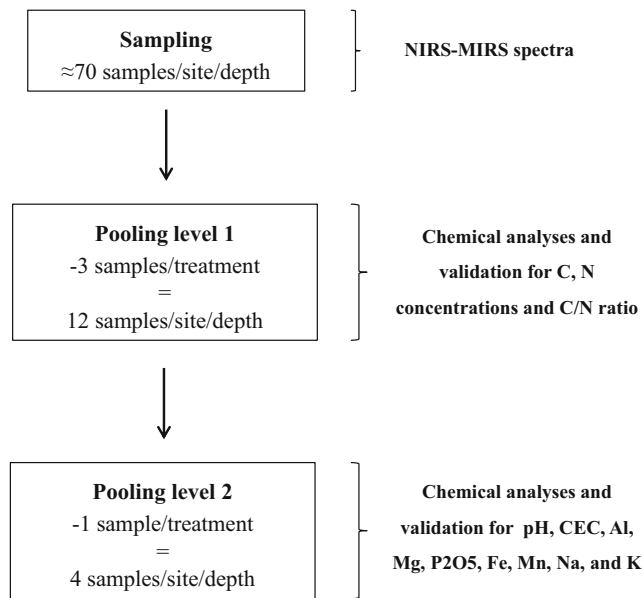 Sampling
≈70 samples/site/depth
NIRS-MIRS spectra
Pooling level 1
-3 samples/treatment
=
12 samples/site/depth
Chemical analyses and
validation for C, N
concentrations and C/N ratio
Pooling level 2
-1 sample/treatment
=
4 samples/site/depth
Chemical analyses and
validation for pH, CEC, Al,
Mg, P2O5, Fe, Mn, Na, and K